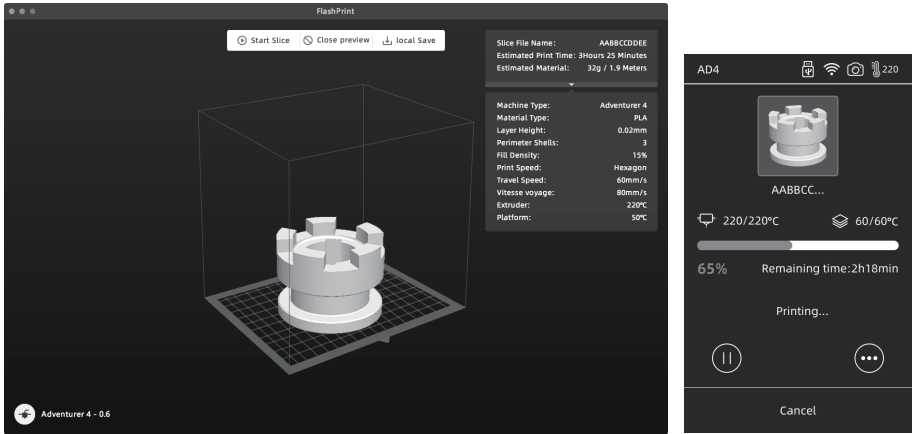 FlashPrint
Start Slice Close preview local Save
Slice File Name: AABBCCDDEE
Estimated Print Time: 3Hours 25 Minutes
Estimated Material: 32g / 1.9 Meters
Machine Type: Adventurer 4
Material Type: PLA
Layer Height: 0.02mm
Perimeter Shells: 3
Fill Density: 15%
Print Speed: Hexagon
Travel Speed: 60mm/s
Vitesse voyage: 80mm/s
Extruder: 220℃
Platform: 50℃
Adventurer 4 - 0.6
AD4 220
AABBCC...
220/220℃ 60/60℃
65% Remaining time:2h18min
Printing...
Cancel